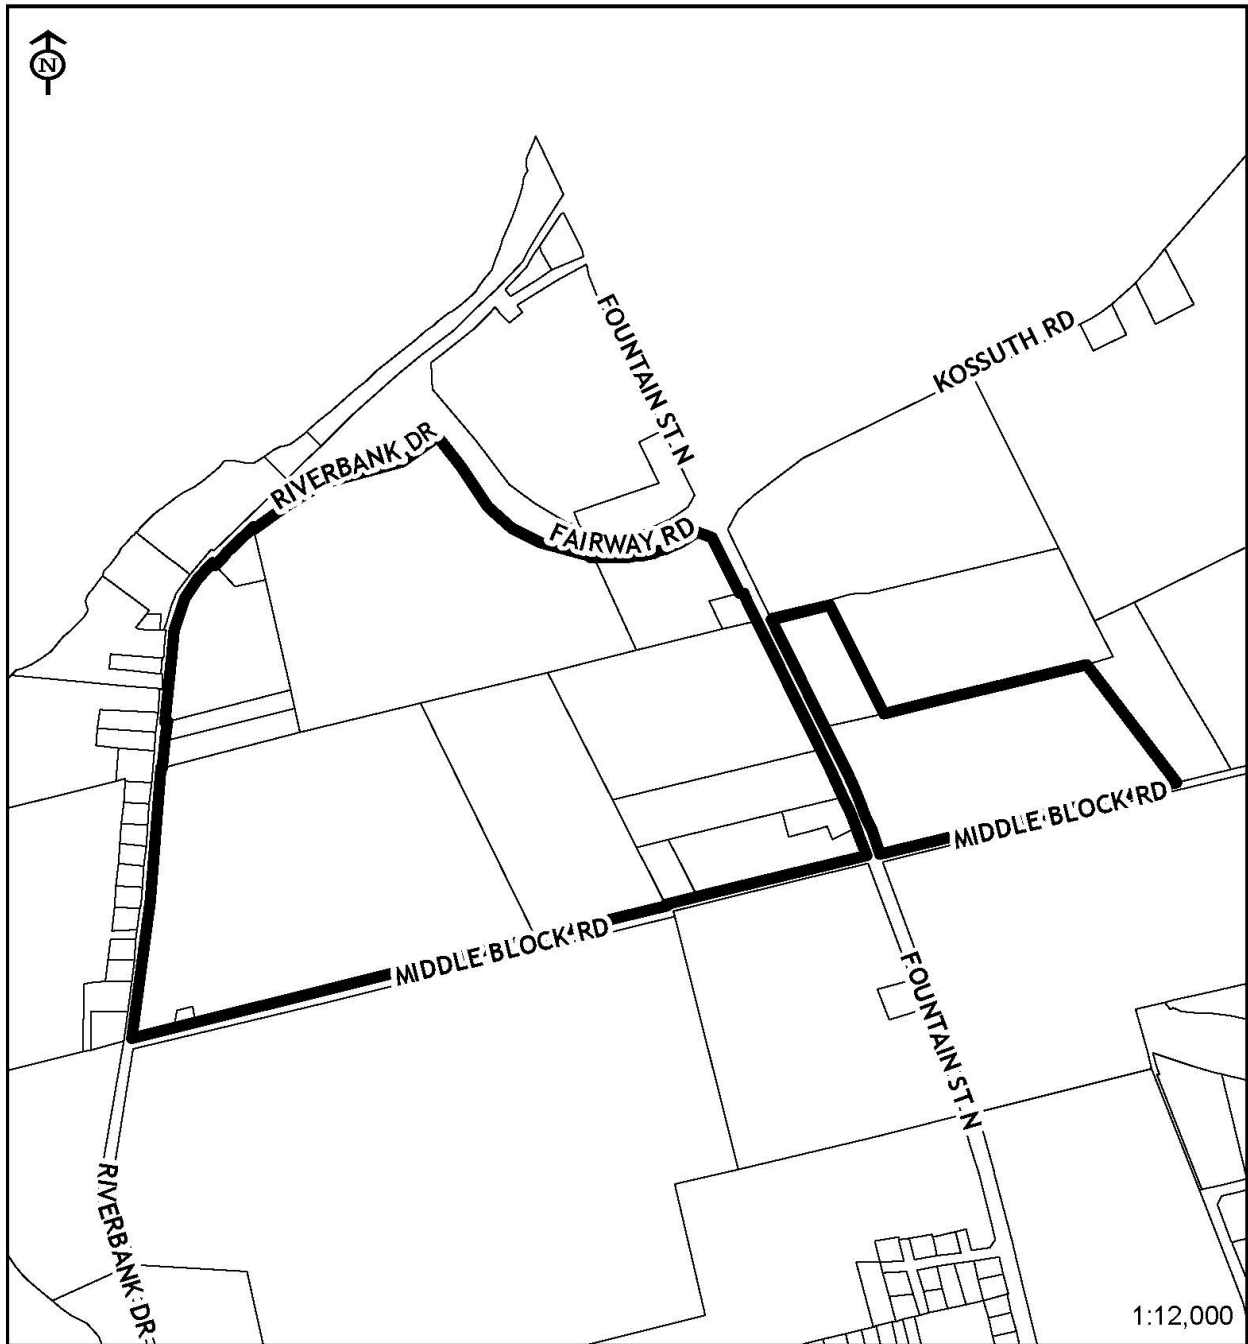 N
FOUNTAIN ST. N
KOSSUTH RD
RIVERBANK DR
FAIRWAY RD
MIDDLE BLOCK RD
MIDDLE BLOCK RD
FOUNTAIN ST. N
RIVERBANK DR
1:12,000